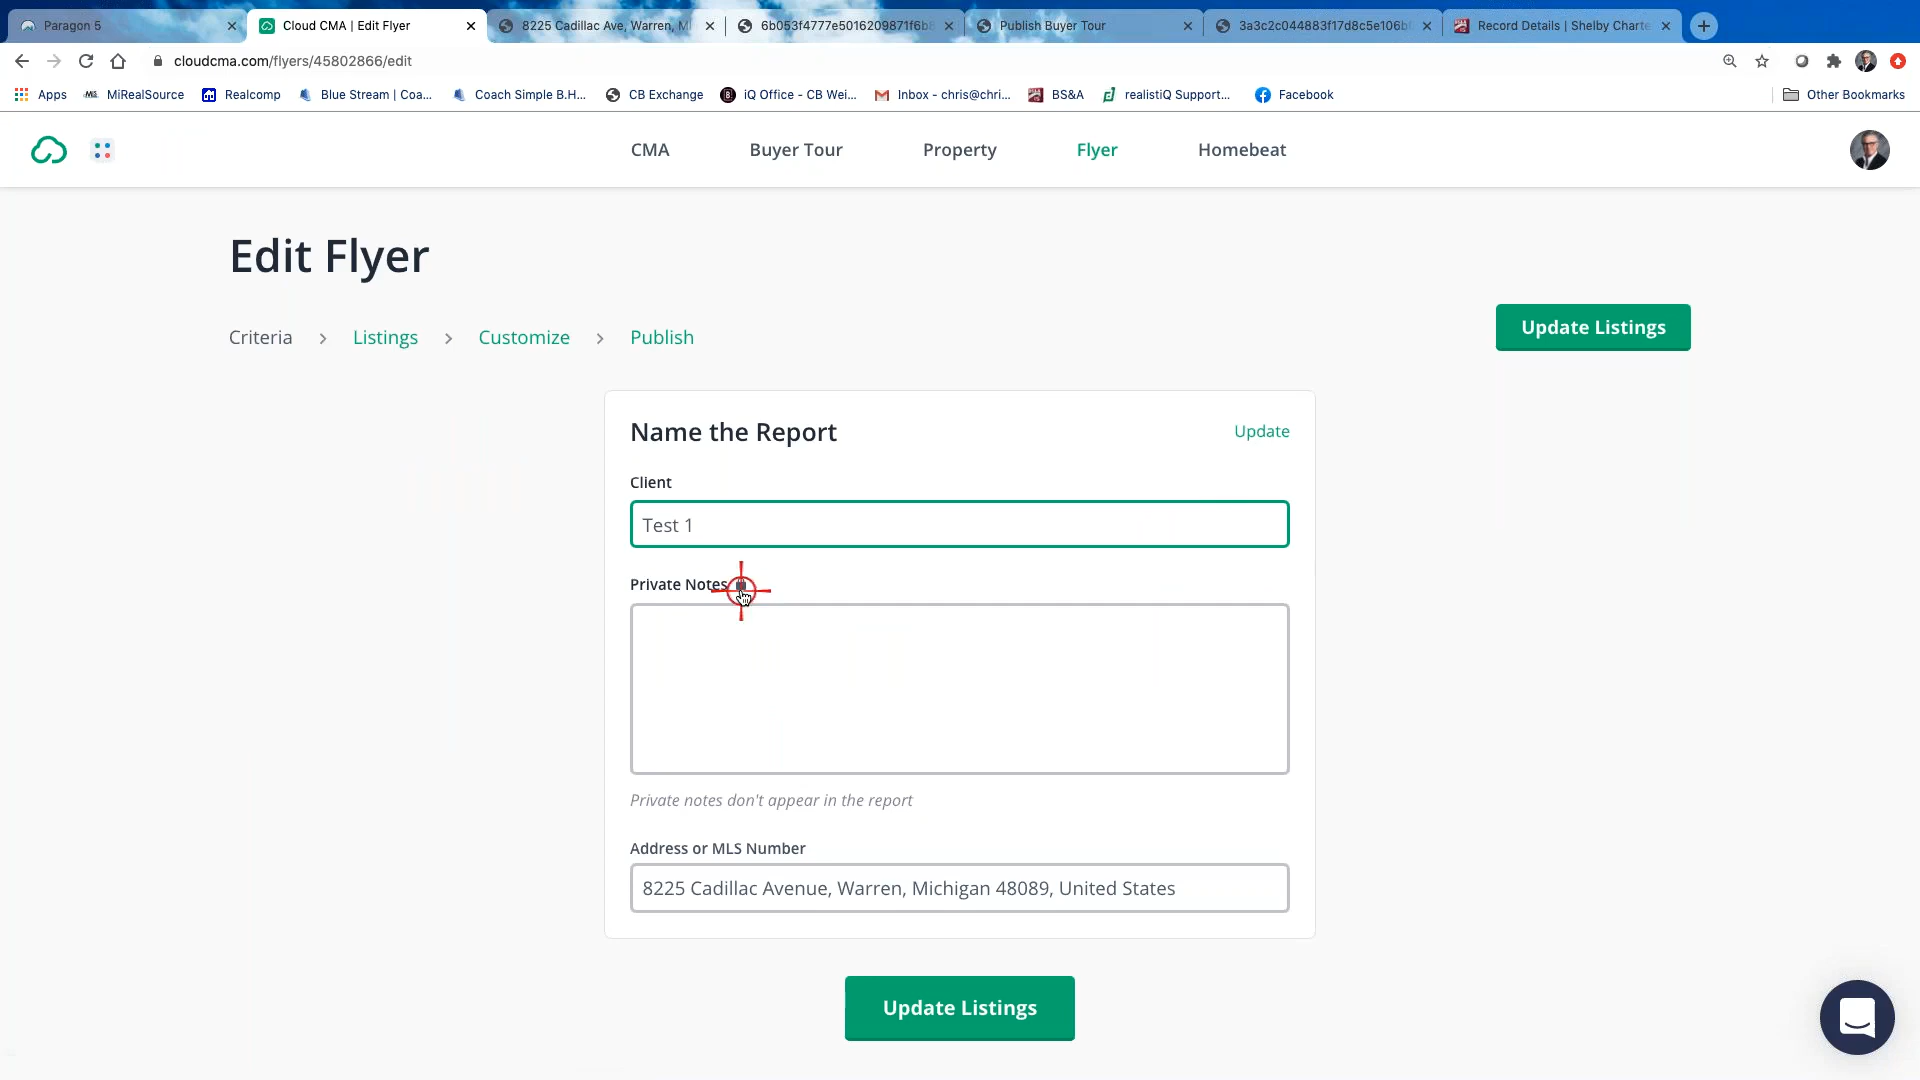 Paragon 5
Cloud CMA | Edit Flyer
8225 Cadillac Ave, Warren, MI
6b053f4777e5016209871f6b8
Publish Buyer Tour
3a3c2c044883f17d8c5e106bf
Record Details | Shelby Charte
cloudcma.com/flyers/45802866/edit
Apps
MiRealSource
Realcomp
Blue Stream | Coa...
Coach Simple B.H...
CB Exchange
iQ Office - CB Wei...
Inbox - chris@chri...
BS&A
realistiQ Support...
Facebook
Other Bookmarks
CMA
Buyer Tour
Property
Flyer
Homebeat
Edit Flyer
Criteria > Listings > Customize > Publish
Update Listings
Name the Report
Update
Client
Test 1
Private Notes
Private notes don't appear in the report
Address or MLS Number
8225 Cadillac Avenue, Warren, Michigan 48089, United States
Update Listings